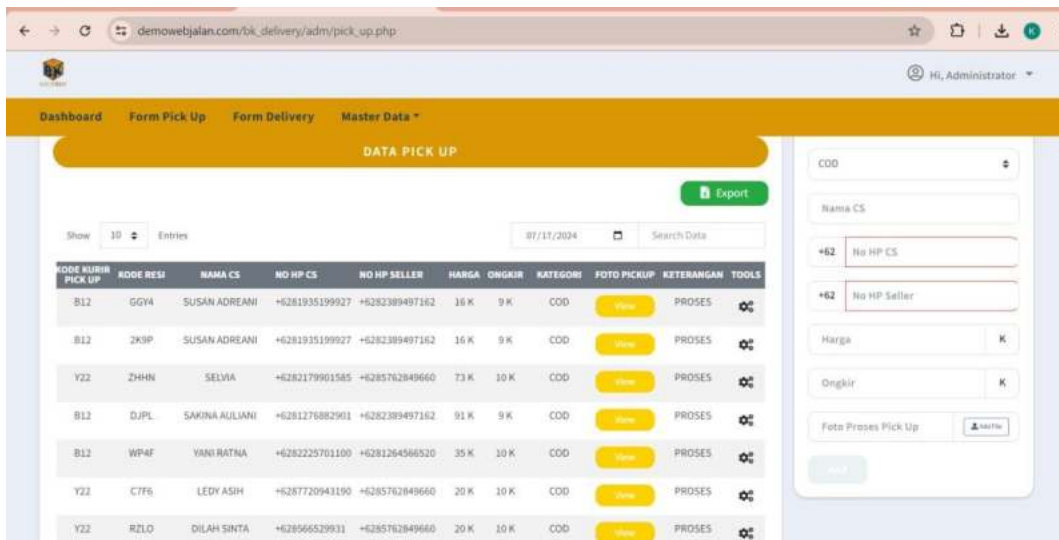 demowebjalan.com/bk_delivery/adm/pick_up.php
K
BK
Hi, Administrator
Dashboard Form Pick Up Form Delivery Master Data
DATA PICK UP
Export
Show 10 Entries 07/17/2024 Search Data
KODE KURIR PICK UP KODE RESI NAMA CS NO HP CS NO HP SELLER HARGA ONGKIR KATEGORI FOTO PICKUP KETERANGAN TOOLS
B12 GGY4 SUSAN ADREANI +6281935199927 +6282389497162 16 K 9 K COD View PROSES
B12 2K9P SUSAN ADREANI +6281935199927 +6282389497162 16 K 9 K COD View PROSES
Y22 ZHHN SELVIA +6282179901585 +6285762849660 73 K 10 K COD View PROSES
B12 DJPL SAKINA AULIANI +6281276882901 +6282389497162 91 K 9 K COD View PROSES
B12 WP4F YANI RATNA +6282225701100 +6281264566520 35 K 10 K COD View PROSES
Y22 C7F6 LEDY ASIH +6287720943190 +6285762849660 20 K 10 K COD View PROSES
Y22 RZLO DILAH SINTA +628566529931 +6285762849660 20 K 10 K COD View PROSES
COD
Nama CS
+62 No HP CS
+62 No HP Seller
Harga K
Ongkir K
Foto Proses Pick Up Add File